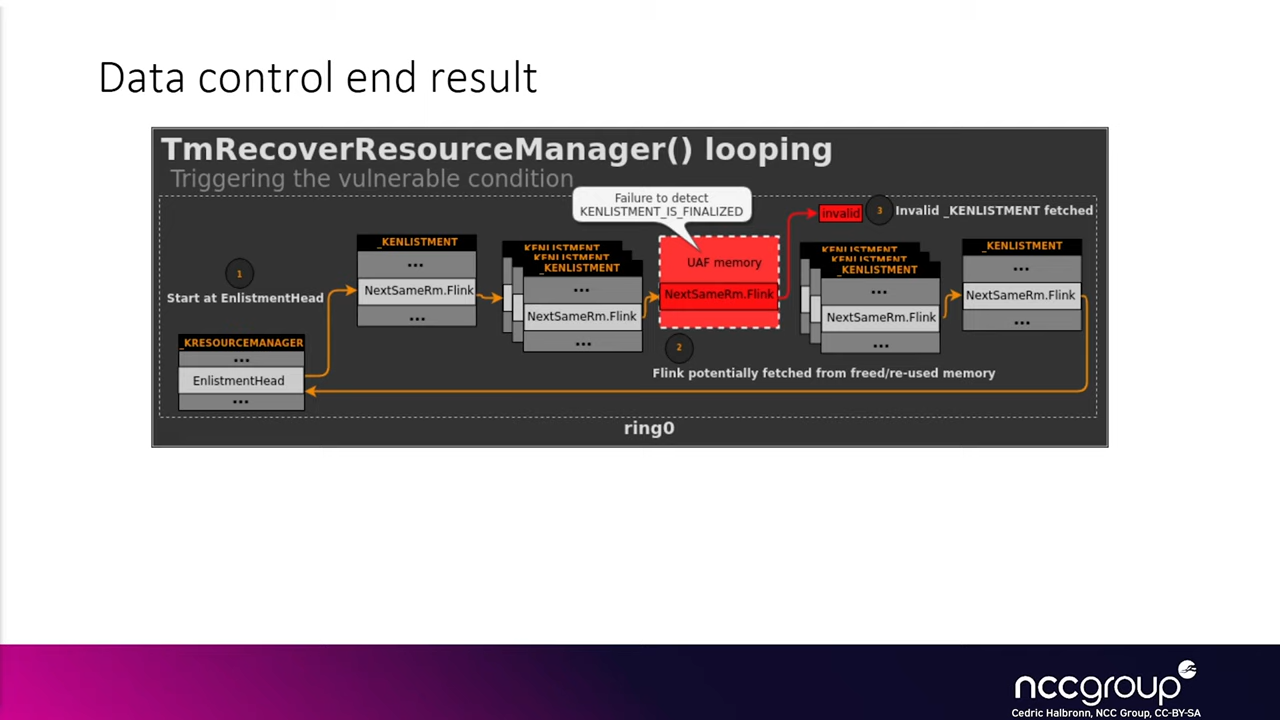 Data control end result
TmRecoverResourceManager() looping
Triggering the vulnerable condition
Failure to detect
KENLISTMENT_IS_FINALIZED
invalid
3
Invalid _KENLISTMENT fetched
1
Start at EnlistmentHead
_KENLISTMENT
...
NextSameRm.Flink
...
_KENLISTMENT
_KENLISTMENT
_KENLISTMENT
...
NextSameRm.Flink
...
UAF memory
NextSameRm.Flink
_KENLISTMENT
_KENLISTMENT
_KENLISTMENT
...
NextSameRm.Flink
...
_KENLISTMENT
...
NextSameRm.Flink
...
_KRESOURCEMANAGER
...
EnlistmentHead
...
2
Flink potentially fetched from freed/re-used memory
ring0
nccgroup
Cedric Halbronn, NCC Group, CC-BY-SA